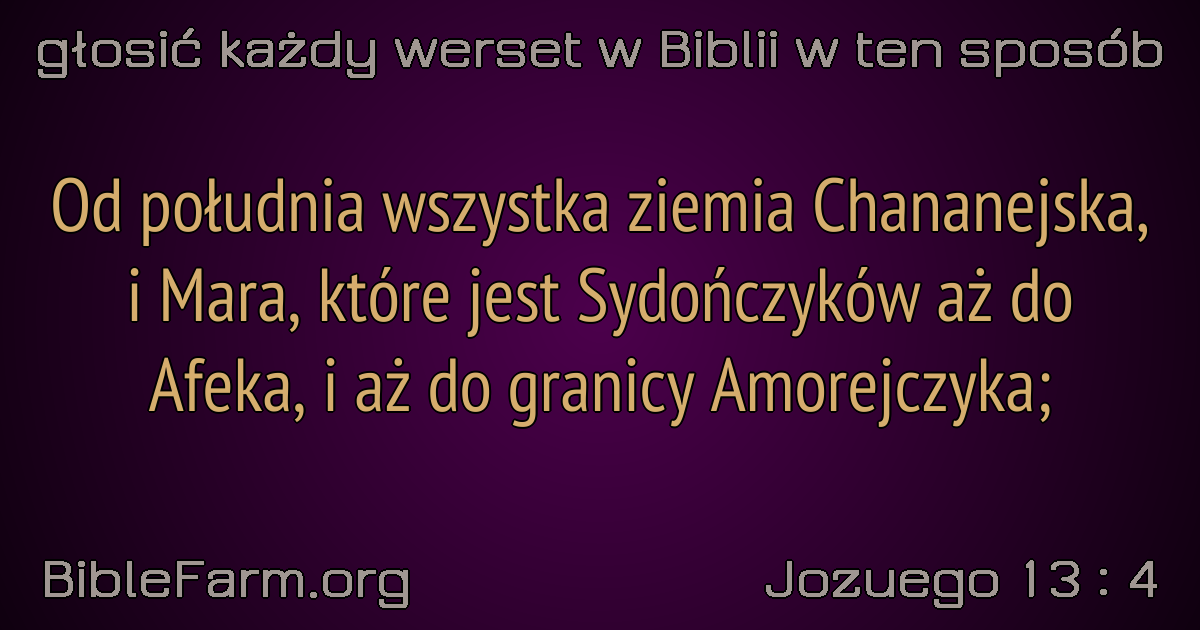 głosić każdy werset w Biblii w ten sposób
Od południa wszystka ziemia Chananejska,
i Mara, które jest Sydończyków aż do
Afeka, i aż do granicy Amorejczyka;
BibleFarm.org
Jozuego 13 : 4